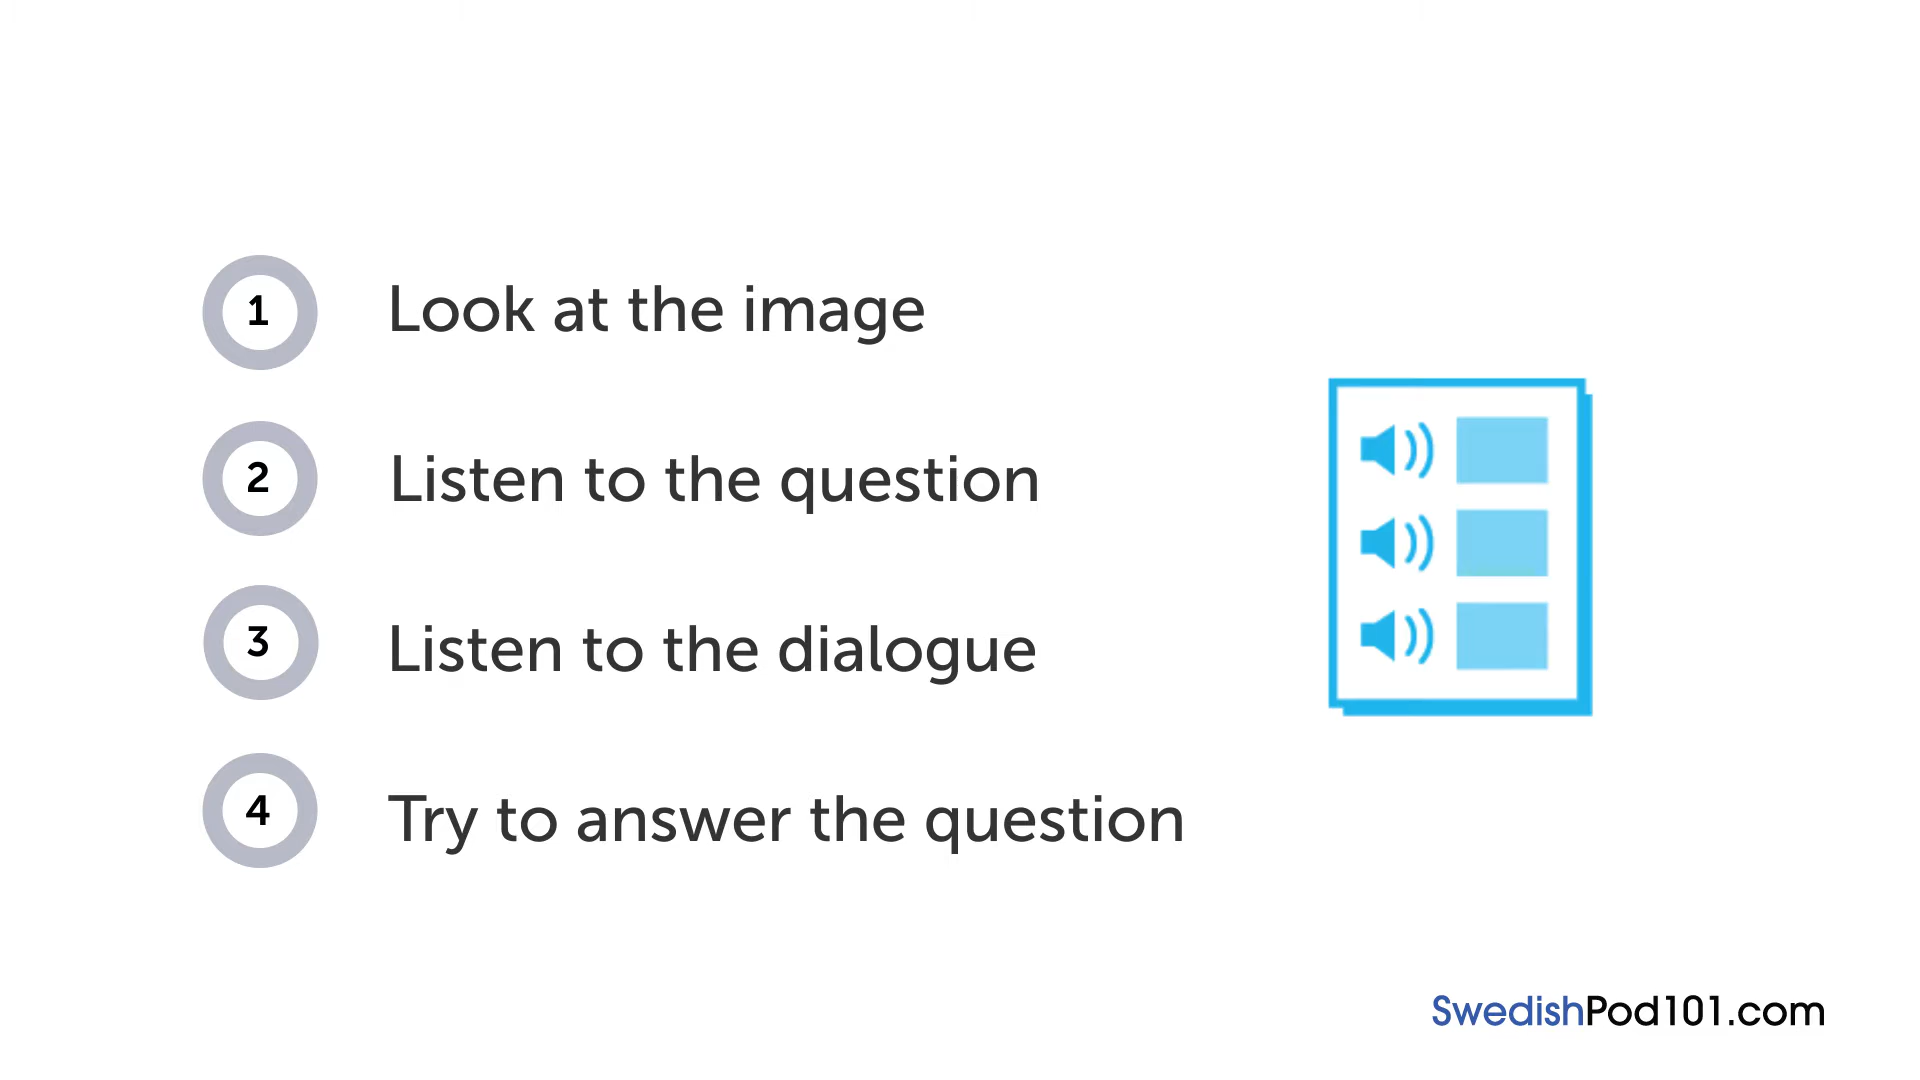 1 Look at the image
2 Listen to the question
3 Listen to the dialogue
4 Try to answer the question
SwedishPod101.com